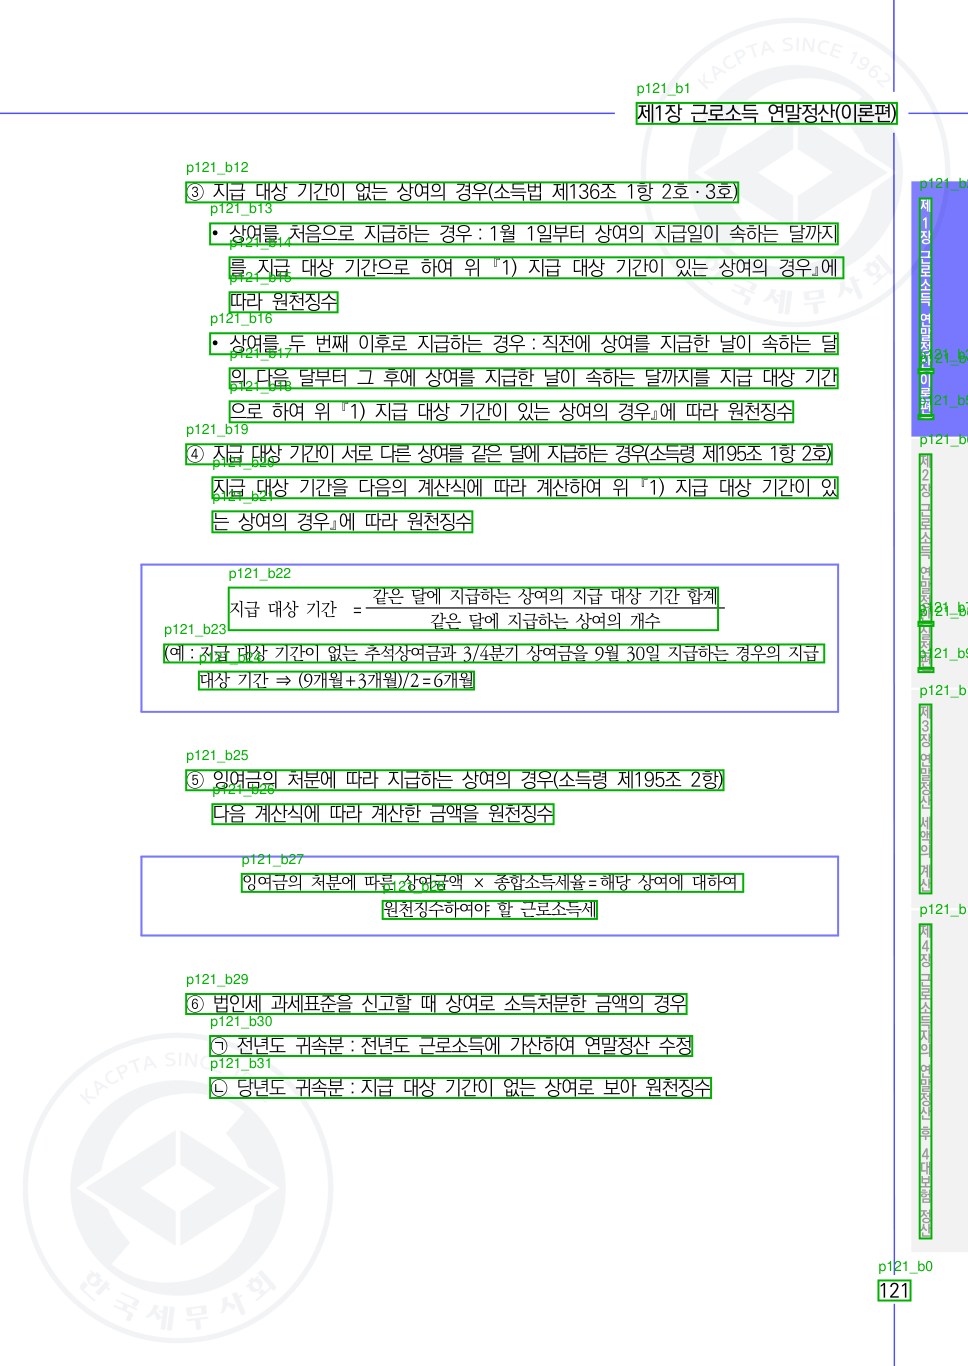 제1장 근로소득 연말정산(이론편)
③ 지급 대상 기간이 없는 상여의 경우(소득법 제136조 1항 2호 · 3호)
• 상여를 처음으로 지급하는 경우 : 1월 1일부터 상여의 지급일이 속하는 달까지
를 지급 대상 기간으로 하여 위 『1) 지급 대상 기간이 있는 상여의 경우』에
따라 원천징수
• 상여를 두 번째 이후로 지급하는 경우 : 직전에 상여를 지급한 날이 속하는 달
의 다음 달부터 그 후에 상여를 지급한 날이 속하는 달까지를 지급 대상 기간
으로 하여 위 『1) 지급 대상 기간이 있는 상여의 경우』에 따라 원천징수
④ 지급 대상 기간이 서로 다른 상여를 같은 달에 지급하는 경우(소득령 제195조 1항 2호)
지급 대상 기간을 다음의 계산식에 따라 계산하여 위 『1) 지급 대상 기간이 있
는 상여의 경우』에 따라 원천징수
지급 대상 기간 = 같은 달에 지급하는 상여의 지급 대상 기간 합계
같은 달에 지급하는 상여의 개수
(예 : 지급 대상 기간이 없는 추석상여금과 3/4분기 상여금을 9월 30일 지급하는 경우의 지급
대상 기간 ⇒ (9개월+3개월)/2=6개월
⑤ 잉여금의 처분에 따라 지급하는 상여의 경우(소득령 제195조 2항)
다음 계산식에 따라 계산한 금액을 원천징수
잉여금의 처분에 따른 상여금액 × 종합소득세율=해당 상여에 대하여
원천징수하여야 할 근로소득세
⑥ 법인세 과세표준을 신고할 때 상여로 소득처분한 금액의 경우
㉠ 전년도 귀속분 : 전년도 근로소득에 가산하여 연말정산 수정
㉡ 당년도 귀속분 : 지급 대상 기간이 없는 상여로 보아 원천징수
제1장 근로소득 연말정산(이론편)
제2장 근로소득 연말정산
제3장 연말정산 세액의 계산
제4장 근로소득자의 연말정산 후 4대보험 정산
121
KACPTA SINCE 1962
한국세무사회
p121_b1
p121_b12
p121_b13
p121_b14
p121_b15
p121_b16
p121_b17
p121_b18
p121_b19
p121_b20
p121_b21
p121_b22
p121_b23
p121_b24
p121_b25
p121_b26
p121_b27
p121_b28
p121_b29
p121_b30
p121_b31
p121_b0